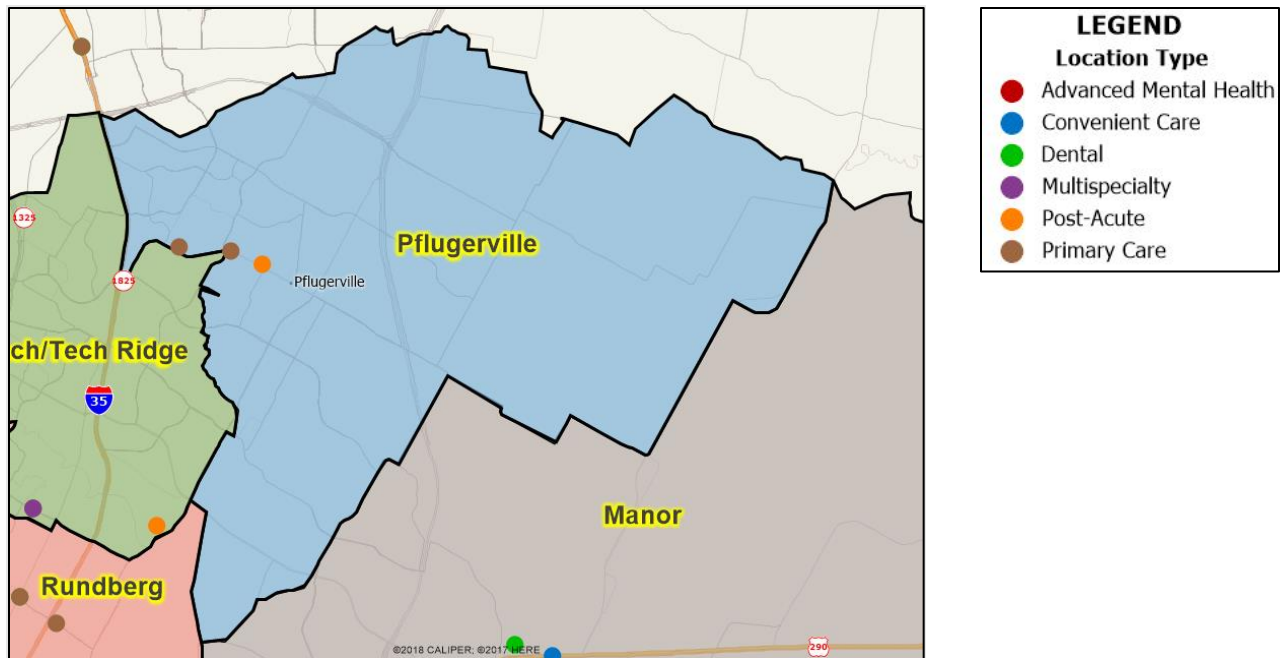 LEGEND
Location Type
Advanced Mental Health
Convenient Care
Dental
Multispecialty
Post-Acute
Primary Care
1325
Pflugerville
1825
Pflugerville
ch/Tech Ridge
35
Manor
Rundberg
©2018 CALIPER; ©2017 HERE
290